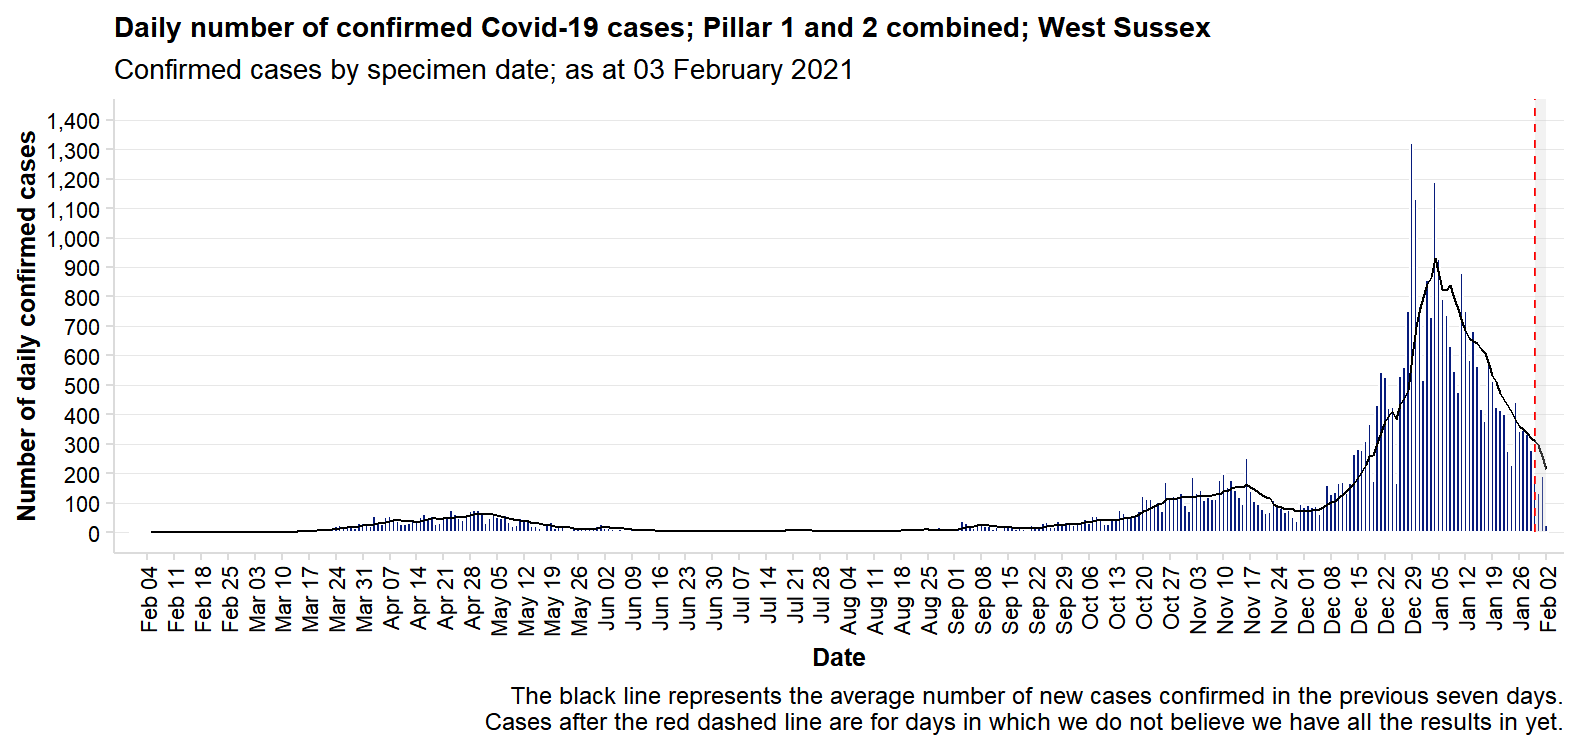 Daily number of confirmed Covid-19 cases; Pillar 1 and 2 combined; West Sussex
Confirmed cases by specimen date; as at 03 February 2021
Number of daily confirmed cases
1,400
1,300
1,200
1,100
1,000
900
800
700
600
500
400
300
200
100
0
Feb 04
Feb 11
Feb 18
Feb 25
Mar 03
Mar 10
Mar 17
Mar 24
Mar 31
Apr 07
Apr 14
Apr 21
Apr 28
May 05
May 12
May 19
May 26
Jun 02
Jun 09
Jun 16
Jun 23
Jun 30
Jul 07
Jul 14
Jul 21
Jul 28
Aug 04
Aug 11
Aug 18
Aug 25
Sep 01
Sep 08
Sep 15
Sep 22
Sep 29
Oct 06
Oct 13
Oct 20
Oct 27
Nov 03
Nov 10
Nov 17
Nov 24
Dec 01
Dec 08
Dec 15
Dec 22
Dec 29
Jan 05
Jan 12
Jan 19
Jan 26
Feb 02
Date
The black line represents the average number of new cases confirmed in the previous seven days.
Cases after the red dashed line are for days in which we do not believe we have all the results in yet.